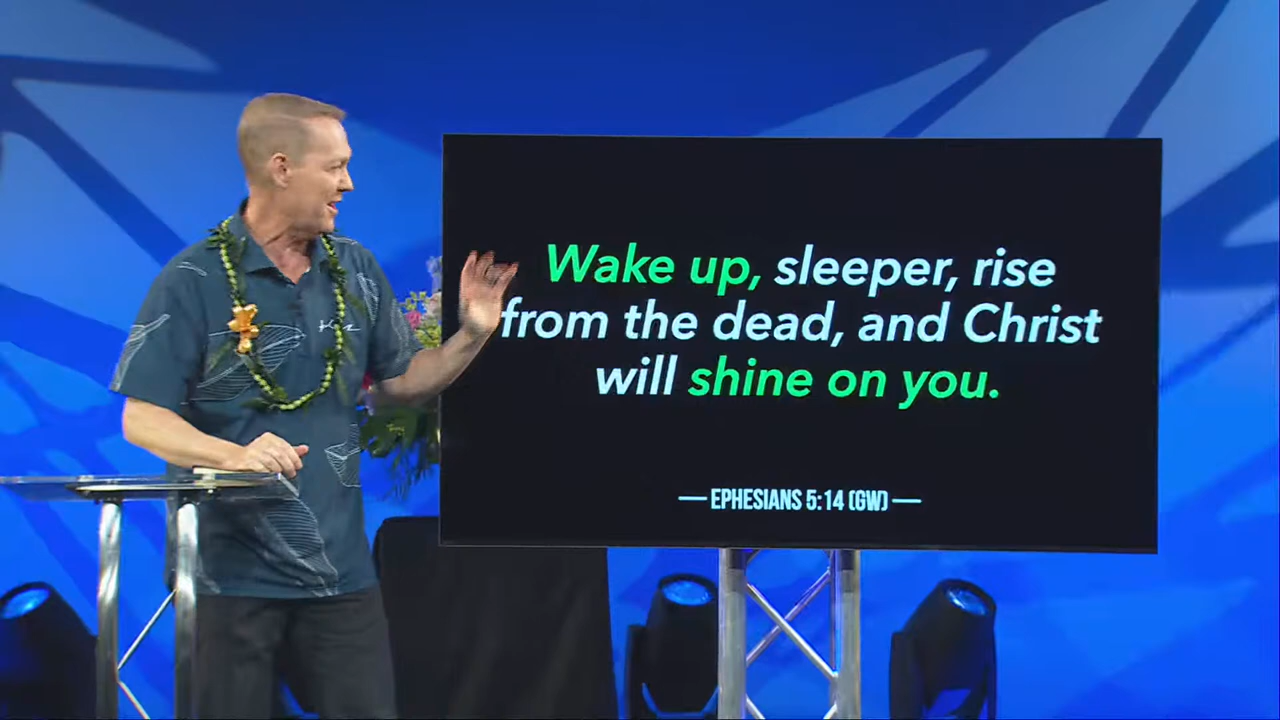 Wake up, sleeper, rise
from the dead, and Christ
will shine on you.
— EPHESIANS 5:14 (GW) —